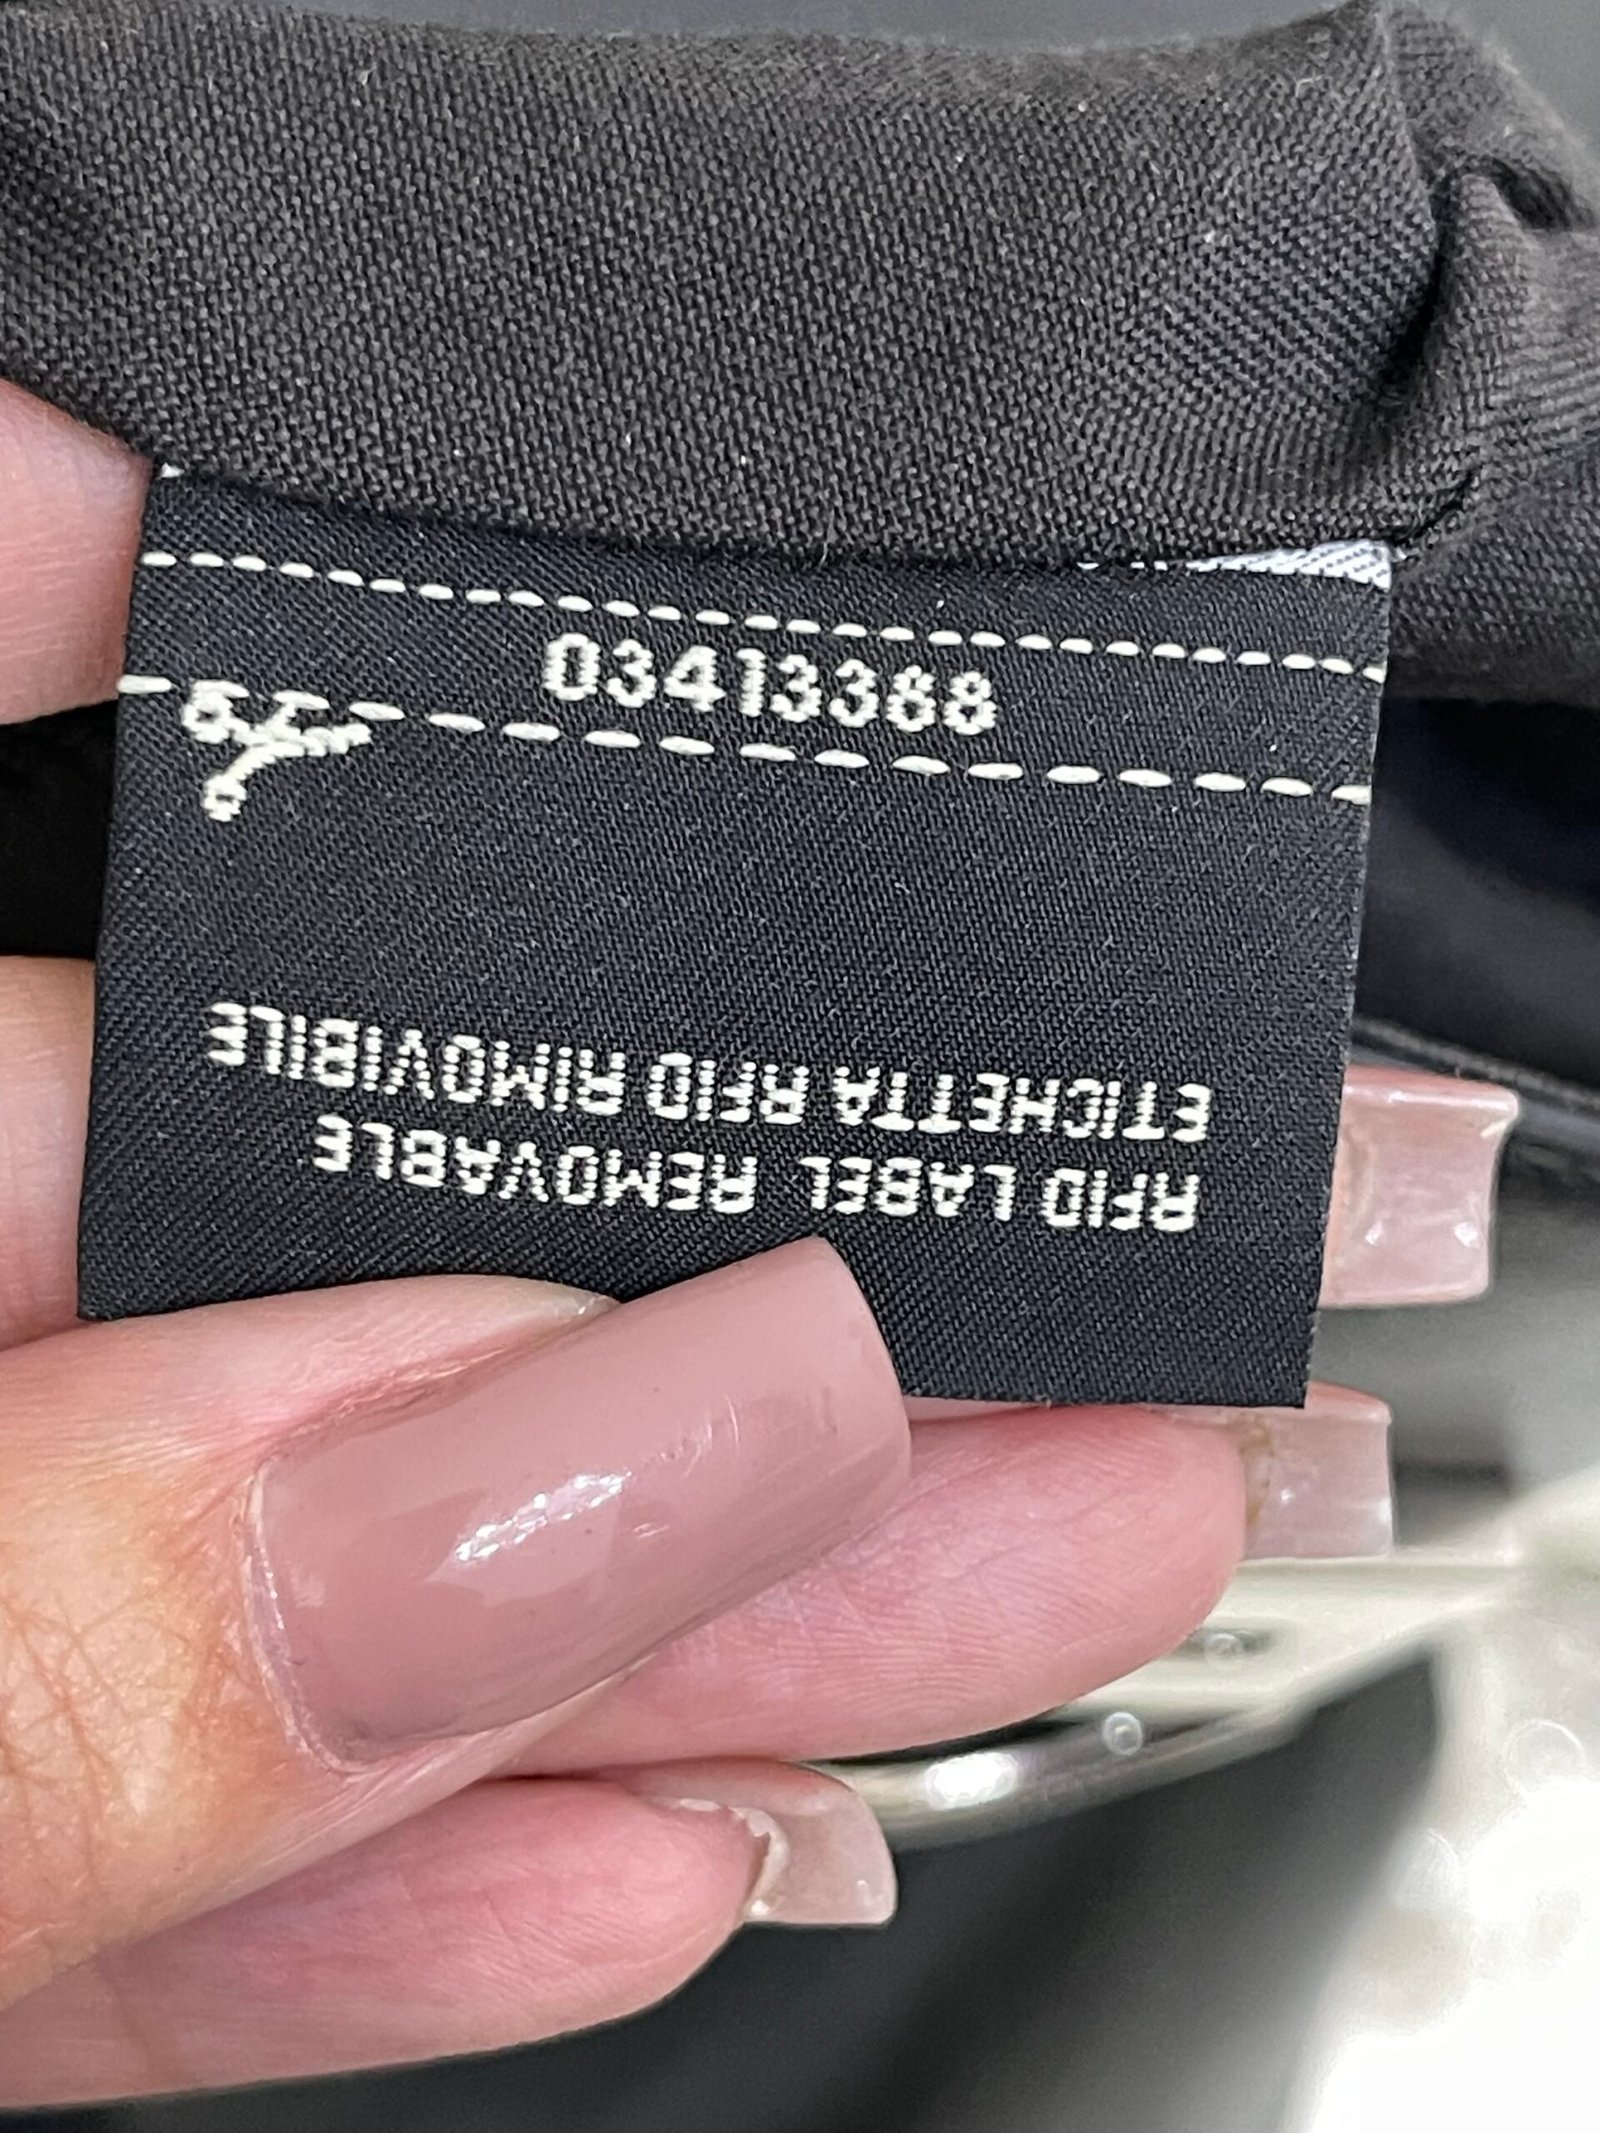 03413368
RFID LABEL REMOVABLE
ETICHETTA RFID RIMOVIBILE